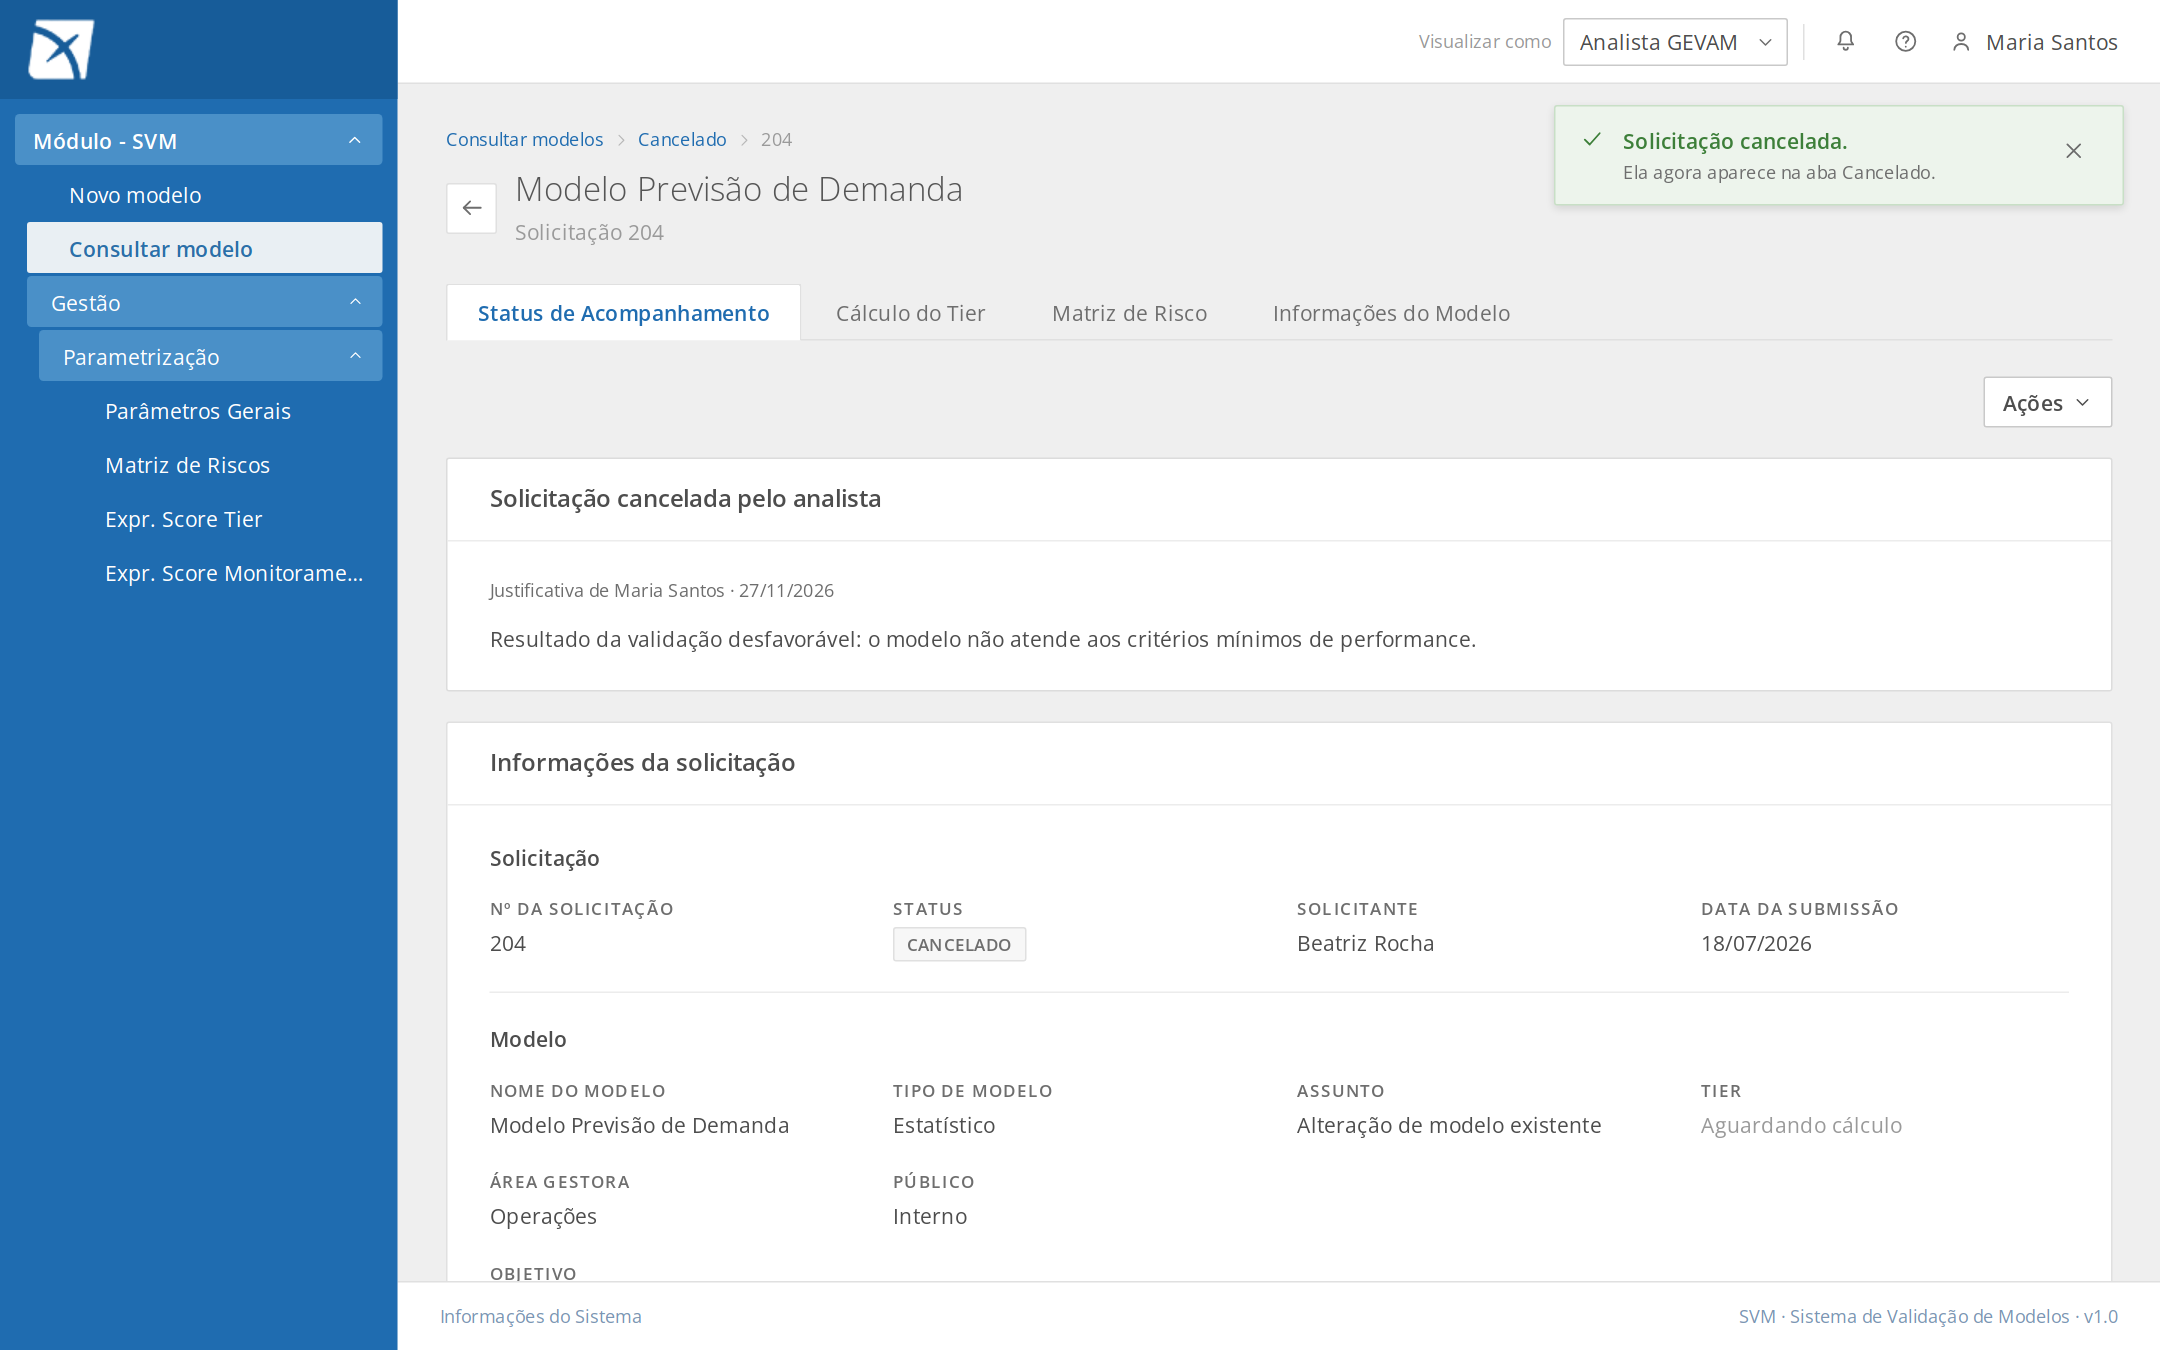 Visualizar como
Analista GEVAM
Maria Santos
Módulo - SVM
Novo modelo
Consultar modelo
Gestão
Parametrização
Parâmetros Gerais
Matriz de Riscos
Expr. Score Tier
Expr. Score Monitorame...
Consultar modelos > Cancelado > 204
Modelo Previsão de Demanda
Solicitação 204
Solicitação cancelada.
Ela agora aparece na aba Cancelado.
Status de Acompanhamento
Cálculo do Tier
Matriz de Risco
Informações do Modelo
Ações
Solicitação cancelada pelo analista
Justificativa de Maria Santos · 27/11/2026
Resultado da validação desfavorável: o modelo não atende aos critérios mínimos de performance.
Informações da solicitação
Solicitação
Nº DA SOLICITAÇÃO
204
STATUS
CANCELADO
SOLICITANTE
Beatriz Rocha
DATA DA SUBMISSÃO
18/07/2026
Modelo
NOME DO MODELO
Modelo Previsão de Demanda
TIPO DE MODELO
Estatístico
ASSUNTO
Alteração de modelo existente
TIER
Aguardando cálculo
ÁREA GESTORA
Operações
PÚBLICO
Interno
OBJETIVO
Informações do Sistema
SVM · Sistema de Validação de Modelos · v1.0